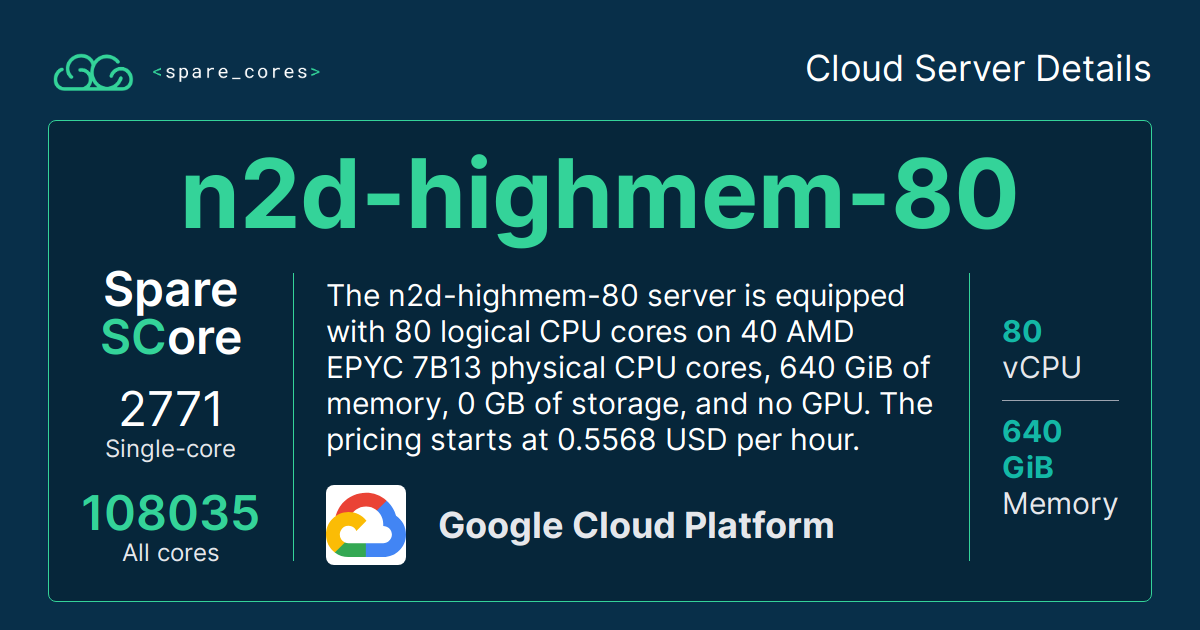 <spare_cores>
Cloud Server Details
n2d-highmem-80
Spare
SCore
2771
Single-core
108035
All cores
The n2d-highmem-80 server is equipped
with 80 logical CPU cores on 40 AMD
EPYC 7B13 physical CPU cores, 640 GiB of
memory, 0 GB of storage, and no GPU. The
pricing starts at 0.5568 USD per hour.
Google Cloud Platform
80
vCPU
640
GiB
Memory